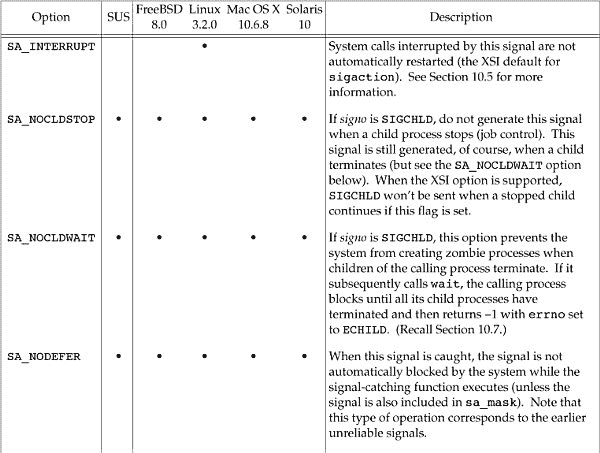 Option SUS FreeBSD 8.0 Linux 3.2.0 Mac OS X 10.6.8 Solaris 10 Description
SA_INTERRUPT • System calls interrupted by this signal are not
automatically restarted (the XSI default for
sigaction). See Section 10.5 for more
information.
SA_NOCLDSTOP • • • • • If signo is SIGCHLD, do not generate this signal
when a child process stops (job control). This
signal is still generated, of course, when a child
terminates (but see the SA_NOCLDWAIT option
below). When the XSI option is supported,
SIGCHLD won't be sent when a stopped child
continues if this flag is set.
SA_NOCLDWAIT • • • • • If signo is SIGCHLD, this option prevents the
system from creating zombie processes when
children of the calling process terminate. If it
subsequently calls wait, the calling process
blocks until all its child processes have
terminated and then returns –1 with errno set
to ECHILD. (Recall Section 10.7.)
SA_NODEFER • • • • • When this signal is caught, the signal is not
automatically blocked by the system while the
signal-catching function executes (unless the
signal is also included in sa_mask). Note that
this type of operation corresponds to the earlier
unreliable signals.